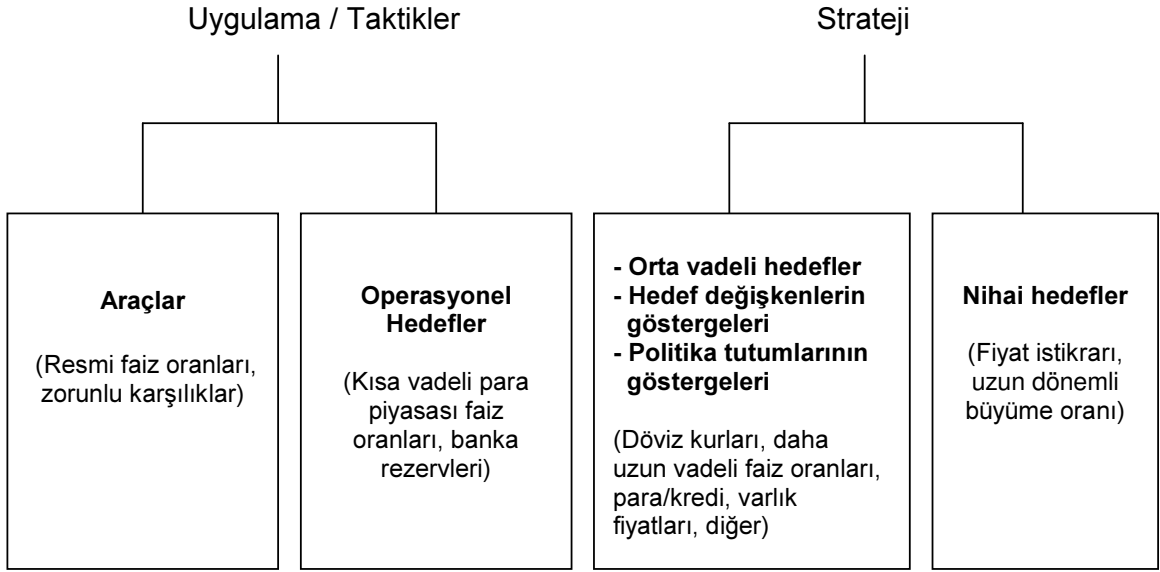 Uygulama / Taktikler
Strateji
Araçlar
(Resmi faiz oranları,
zorunlu karşılıklar)
Operasyonel
Hedefler
(Kısa vadeli para
piyasası faiz
oranları, banka
rezervleri)
- Orta vadeli hedefler
- Hedef değişkenlerin
göstergeleri
- Politika tutumlarının
göstergeleri
(Döviz kurları, daha
uzun vadeli faiz oranları,
para/kredi, varlık
fiyatları, diğer)
Nihai hedefler
(Fiyat istikrarı,
uzun dönemli
büyüme oranı)